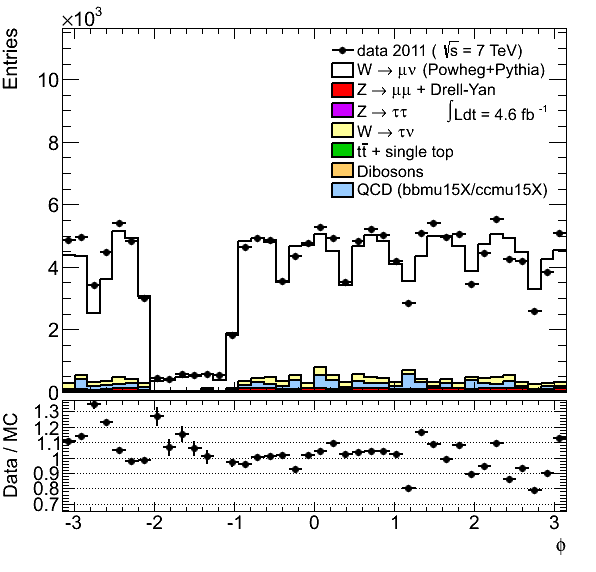 ×10³
Entries
10
8
6
4
2
0
data 2011 ( √s = 7 TeV)
W → μν (Powheg+Pythia)
Z → μμ + Drell-Yan
Z → ττ
∫Ldt = 4.6 fb⁻¹
W → τν
tt̄ + single top
Dibosons
QCD (bbmu15X/ccmu15X)
Data / MC
1.3
1.2
1.1
1
0.9
0.8
0.7
-3 -2 -1 0 1 2 3
ϕ